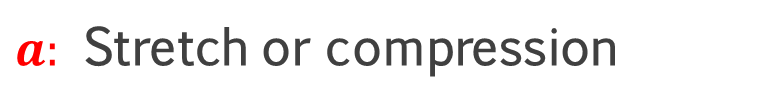 a: Stretch or compression